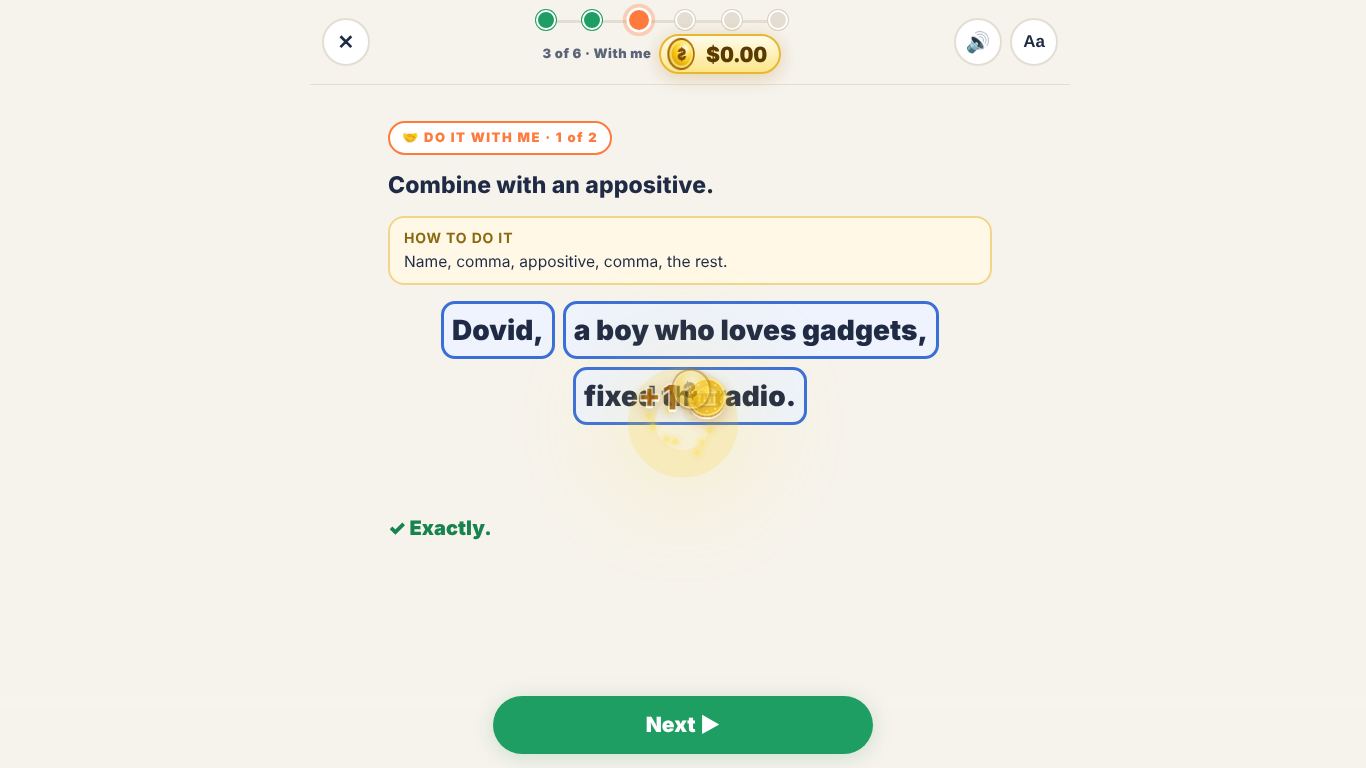 ✕
3 of 6 · With me
$0.00
Aa
DO IT WITH ME · 1 of 2
Combine with an appositive.
HOW TO DO IT
Name, comma, appositive, comma, the rest.
Dovid, a boy who loves gadgets,
fixed adio.
✓ Exactly.
Next ▶